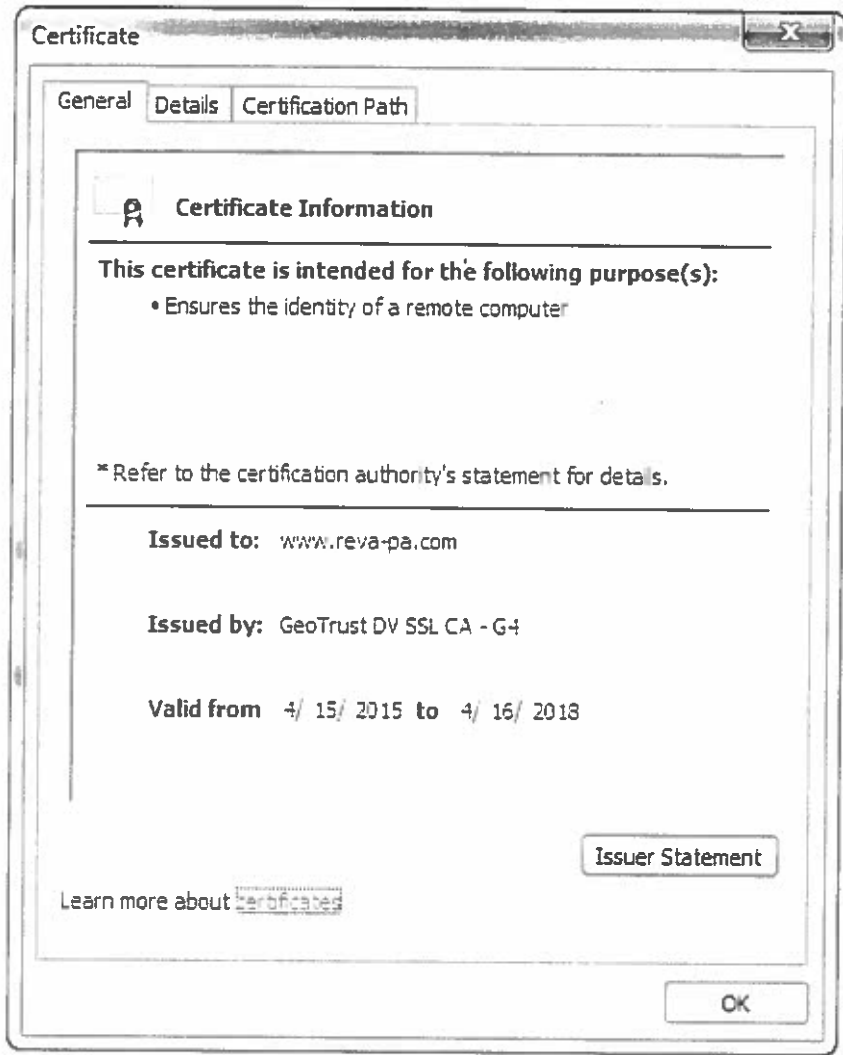 Certificate
General Details Certification Path
Certificate Information
This certificate is intended for the following purpose(s):
• Ensures the identity of a remote computer
* Refer to the certification authority's statement for details.
Issued to: www.reva-pa.com
Issued by: GeoTrust DV SSL CA - G4
Valid from 4/ 15/ 2015 to 4/ 16/ 2018
Issuer Statement
Learn more about certificates
OK